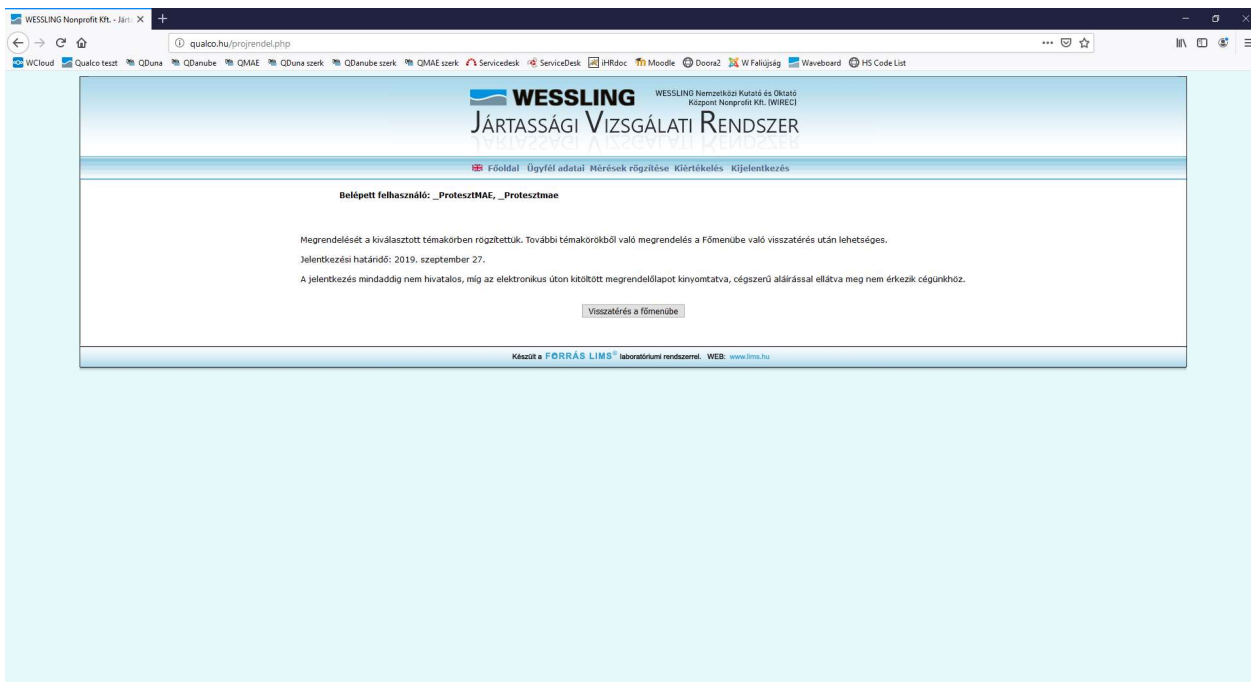 WESSLING Nonprofit Kft. - Járt
qualco.hu/projrendel.php
WCloud Qualco teszt QDuna QDanube QMAE QDuna szerk QDanube szerk QMAE szerk Servicedesk ServiceDesk iHRdoc Moodle Doora2 W Faliújság Waveboard HS Code List
WESSLING
WESSLING Nemzetközi Kutató és Oktató
Központ Nonprofit Kft. (WIREC)
JÁRTASSÁGI VIZSGÁLATI RENDSZER
Főoldal Ügyfél adatai Mérések rögzítése Kiértékelés Kijelentkezés
Belépett felhasználó: _ProtesztMAE, _Protesztmae
Megrendelését a kiválasztott témakörben rögzítettük. További témakörökből való megrendelés a Főmenübe való visszatérés után lehetséges.
Jelentkezési határidő: 2019. szeptember 27.
A jelentkezés mindaddig nem hivatalos, míg az elektronikus úton kitöltött megrendelőlapot kinyomtatva, cégszerű aláírással ellátva meg nem érkezik cégünkhöz.
Visszatérés a főmenübe
Készült a FORRÁS LIMS® laboratóriumi rendszerrel. WEB: www.lims.hu